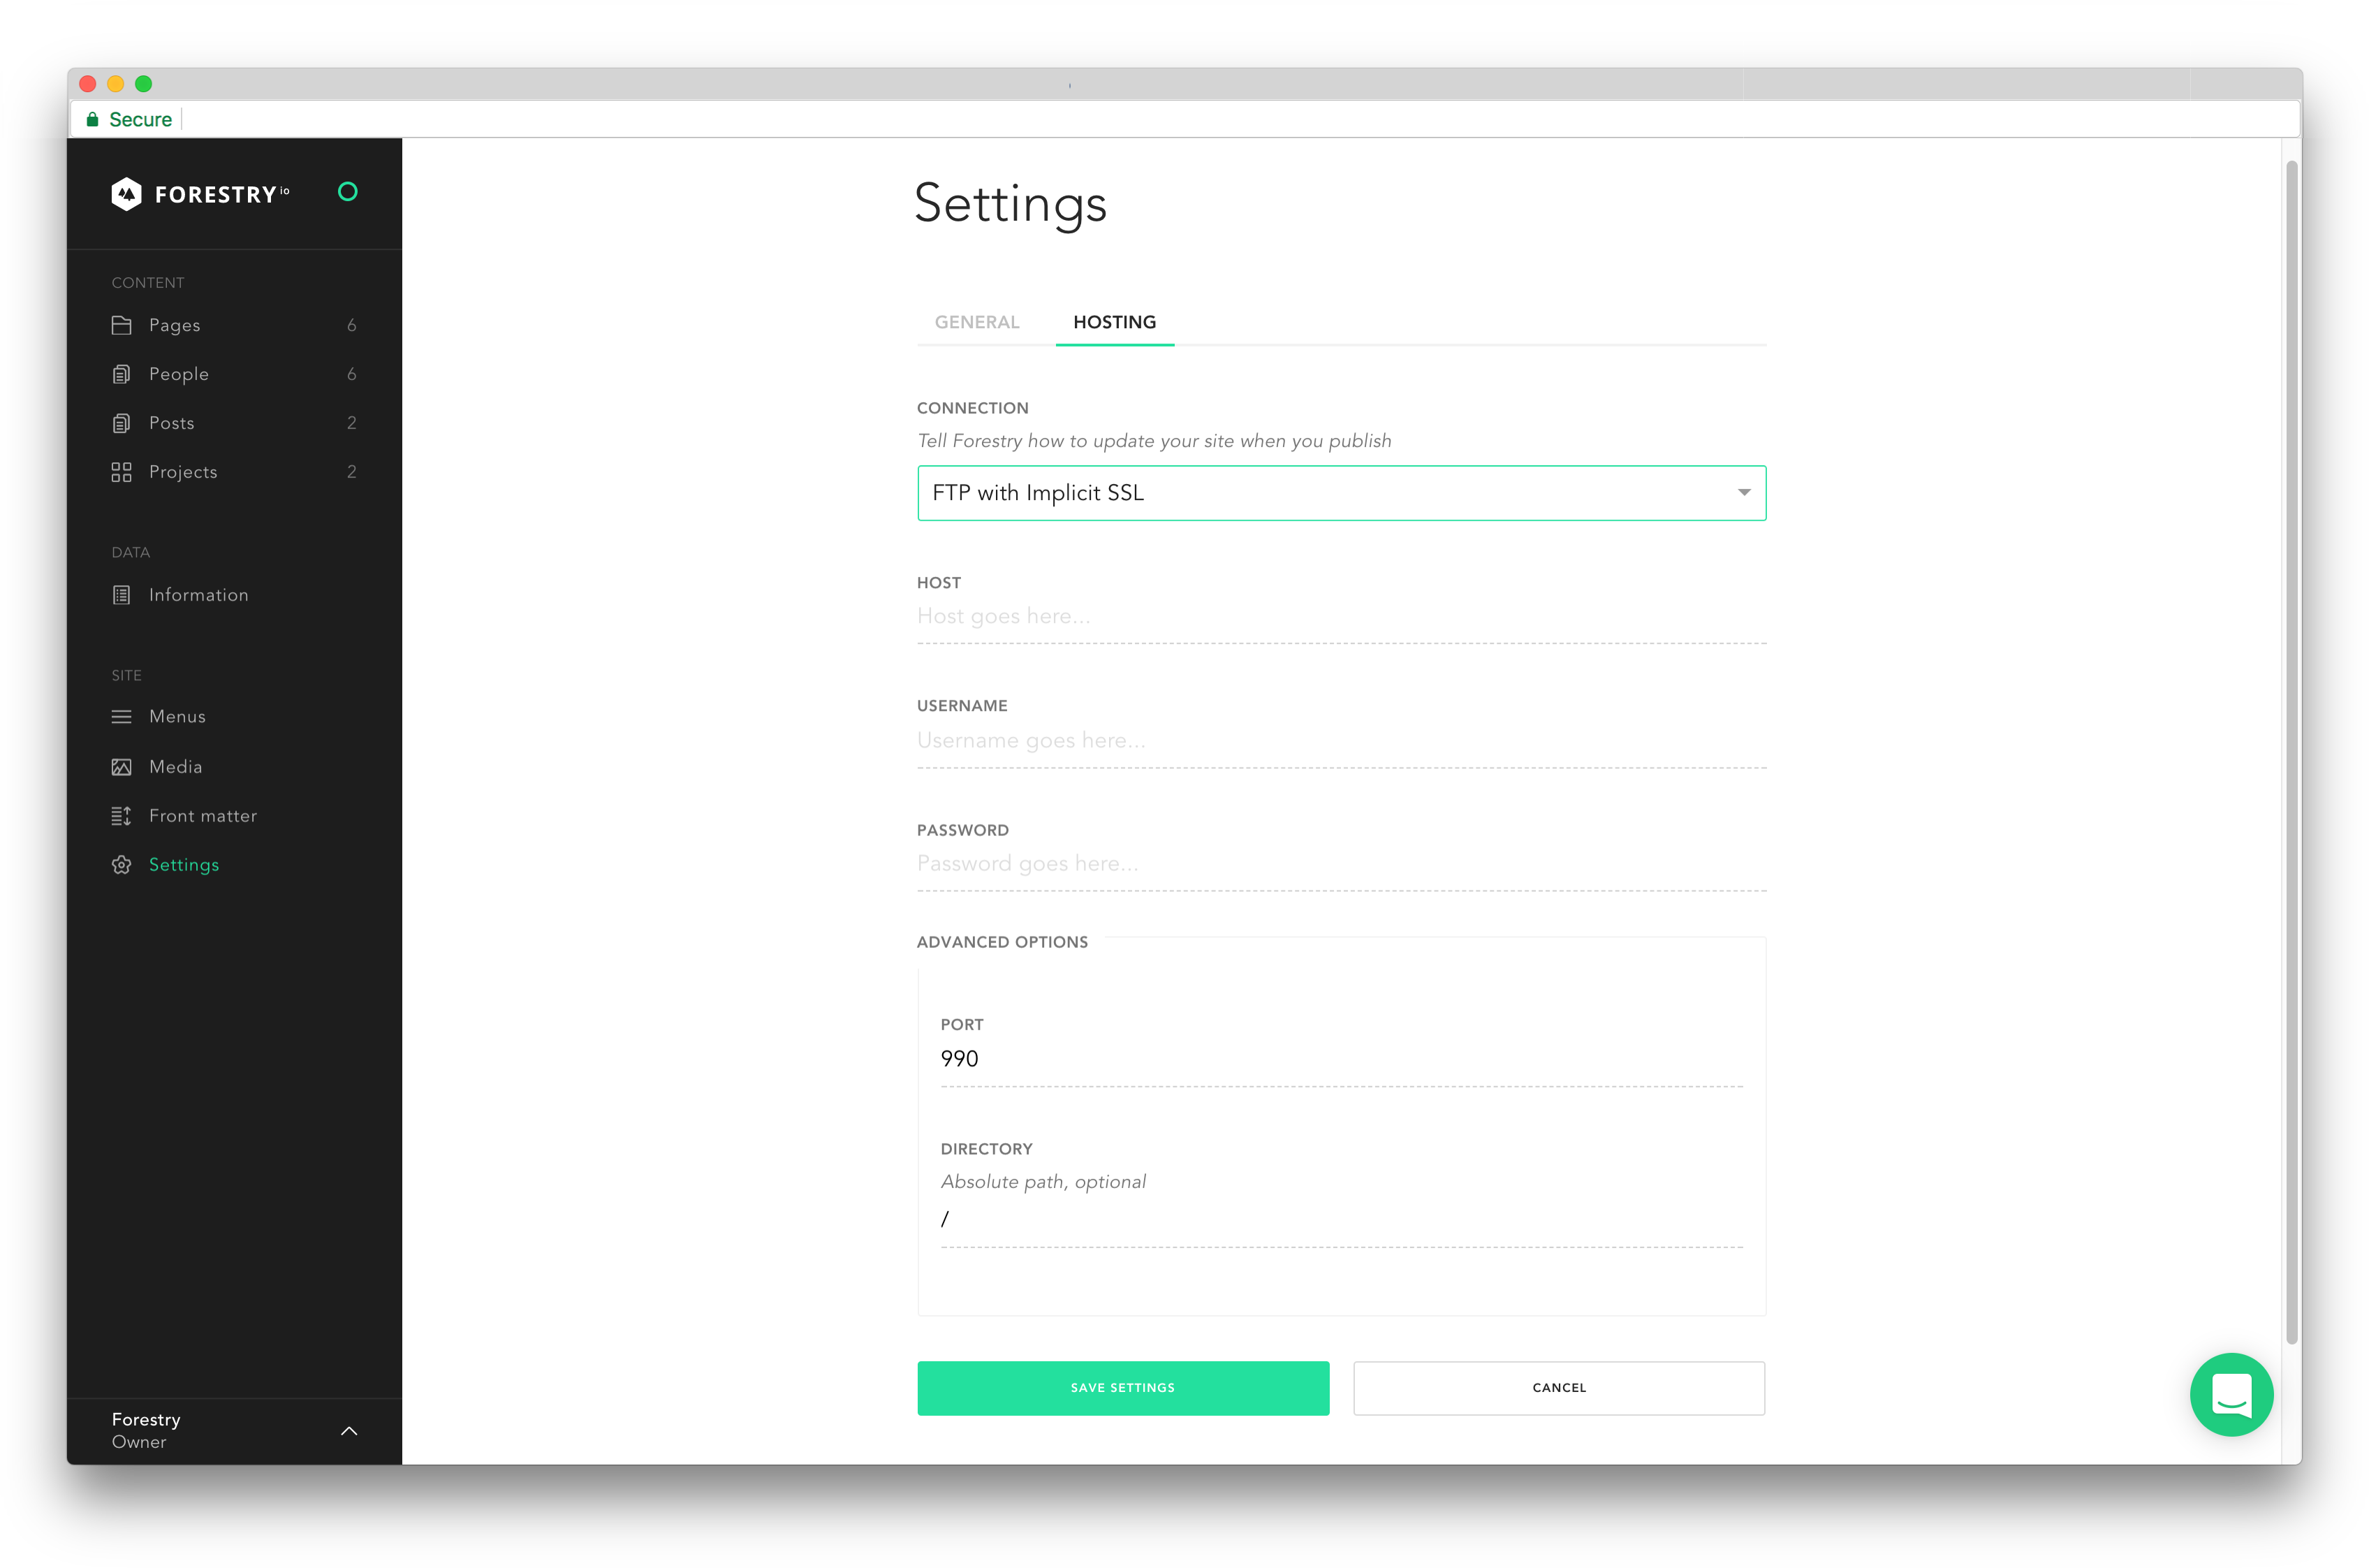 Secure
FORESTRY io
CONTENT
Pages 6
People 6
Posts 2
Projects 2
DATA
Information
SITE
Menus
Media
Front matter
Settings
Forestry
Owner
Settings
GENERAL HOSTING
CONNECTION
Tell Forestry how to update your site when you publish
FTP with Implicit SSL
HOST
Host goes here...
USERNAME
Username goes here...
PASSWORD
Password goes here...
ADVANCED OPTIONS
PORT
990
DIRECTORY
Absolute path, optional
/
SAVE SETTINGS CANCEL